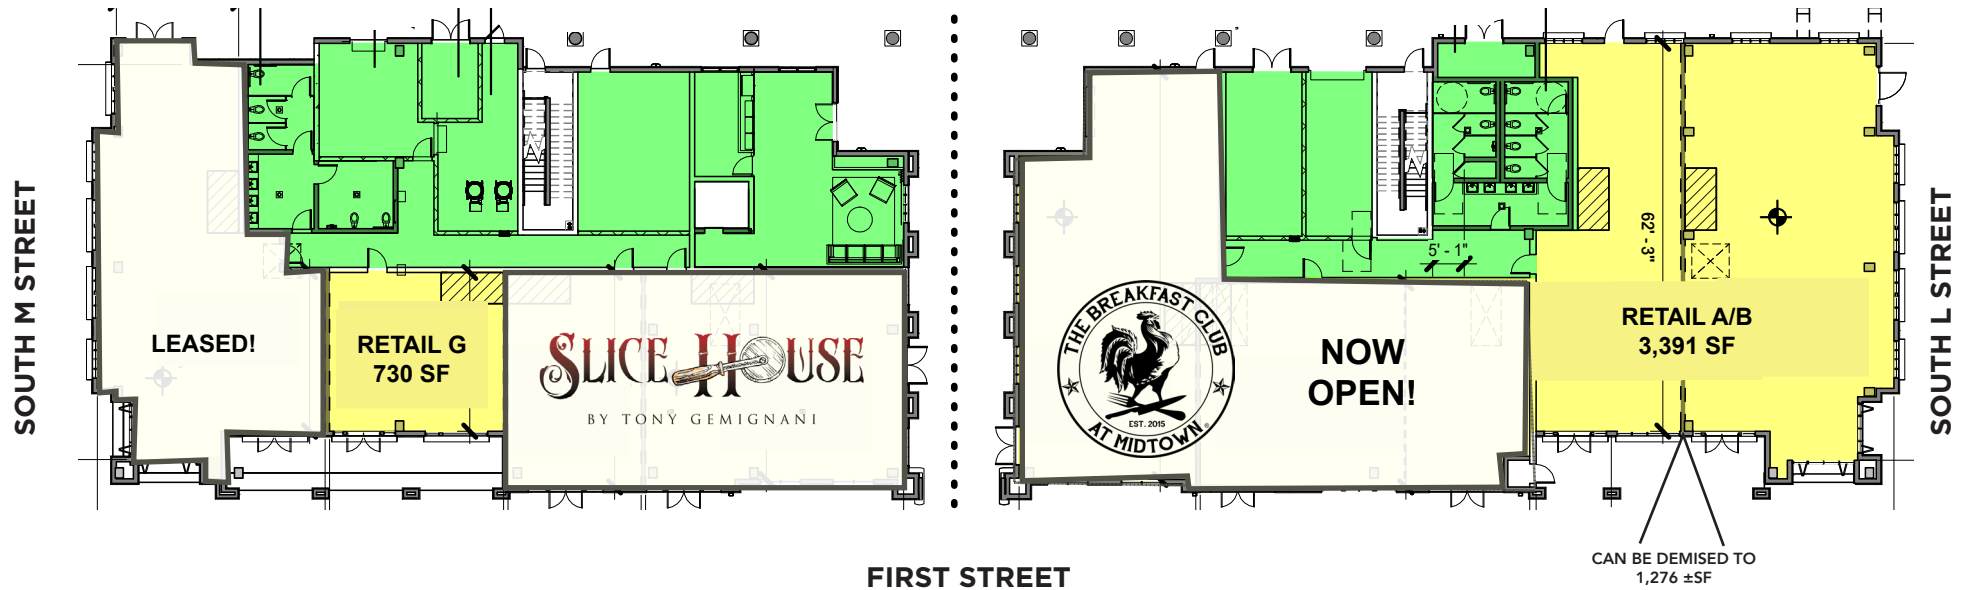 SOUTH M STREET
LEASED!
RETAIL G
730 SF
SLICE HOUSE
BY TONY GEMIGNANI
THE BREAKFAST CLUB
EST. 2015
AT MIDTOWN
NOW
OPEN!
5' - 1"
62' - 3"
RETAIL A/B
3,391 SF
SOUTH L STREET
CAN BE DEMISED TO
1,276 ±SF
FIRST STREET